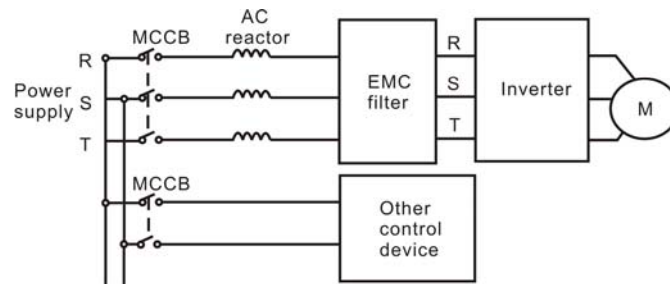 AC
reactor
MCCB
R
S
T
Power
supply
EMC
filter
R
S
T
Inverter
M
MCCB
Other
control
device